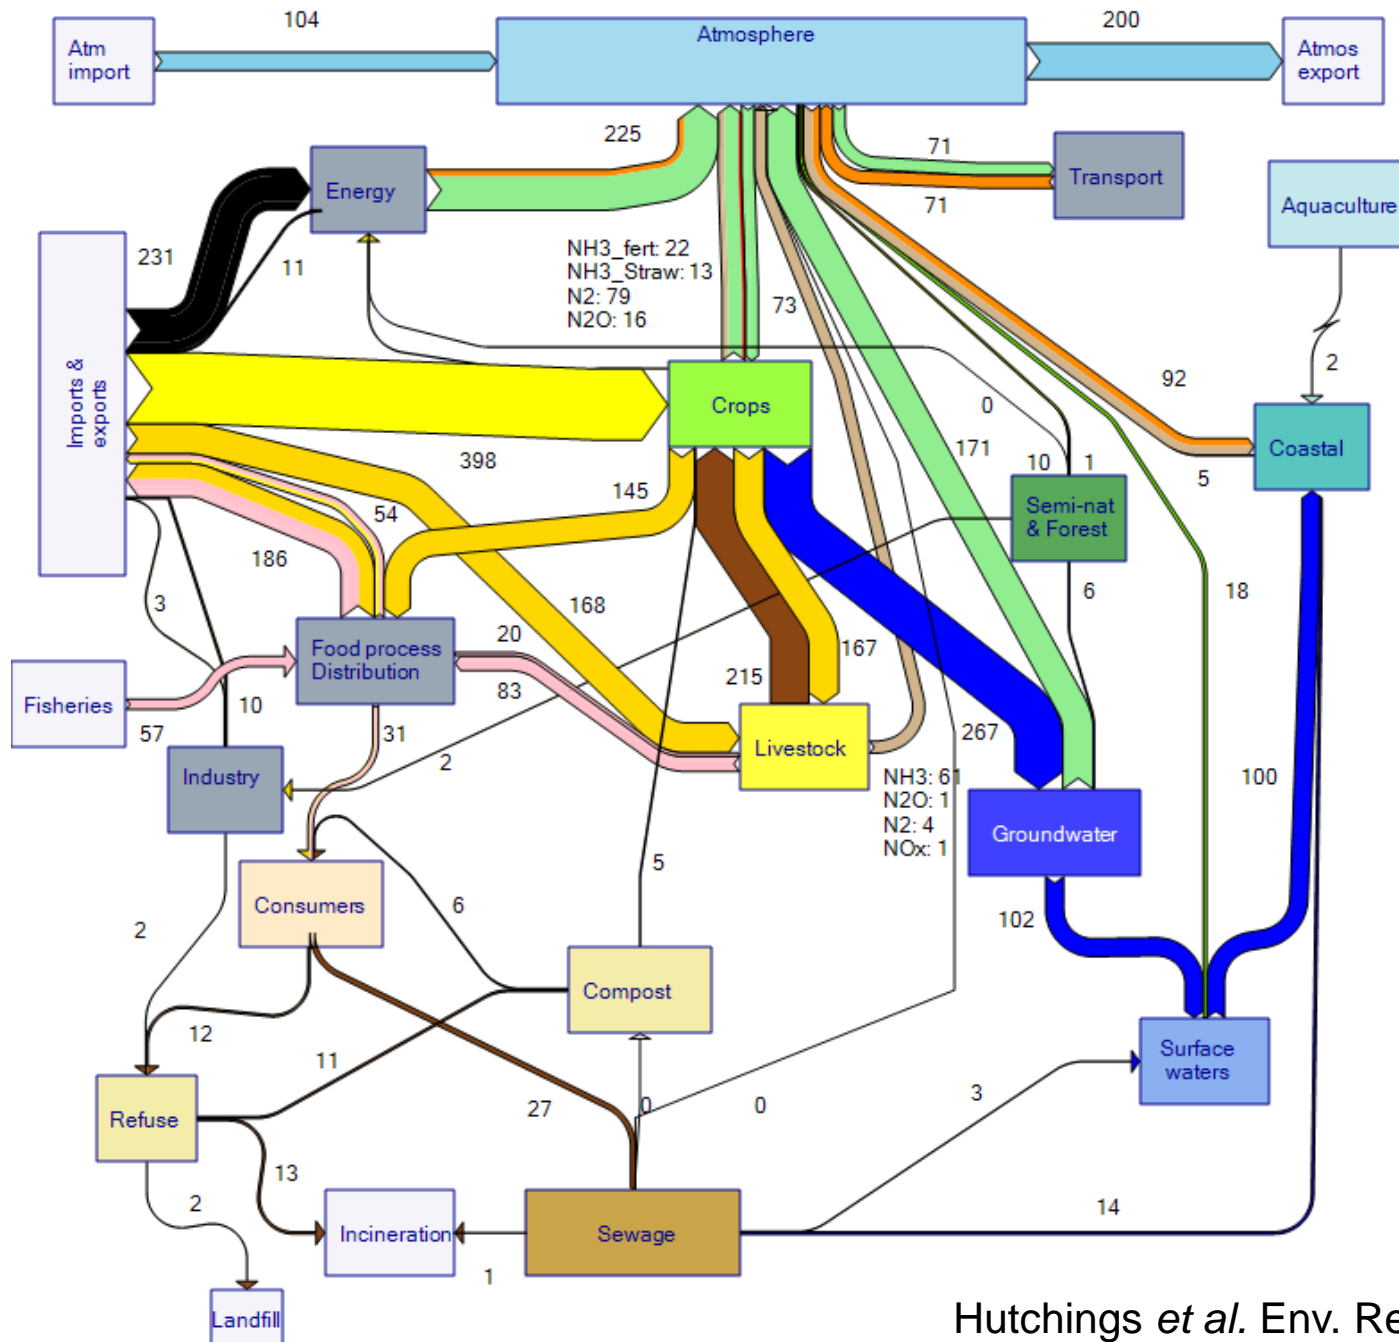 104
200
Atmosphere
Atm
import
Atmos
export
225
71
Energy
Transport
71
Aquaculture
231
11
NH3_fert: 22
NH3_Straw: 13
N2: 79
N2O: 16
73
Imports &
exports
92
2
Crops
0
Coastal
398
171
10
1
5
145
54
Semi-nat
& Forest
186
3
168
6
18
20
Food process
Distribution
167
215
83
Fisheries
57
10
31
267
2
Livestock
Industry
NH3: 61
N2O: 1
N2: 4
NOx: 1
100
Groundwater
5
Consumers
6
2
102
Compost
12
11
Surface
waters
3
27
0
0
Refuse
13
2
14
Incineration
Sewage
1
Landfill
Hutchings et al. Env. Re